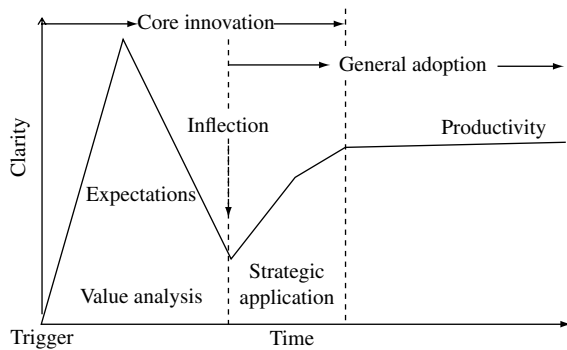 Core innovation
General adoption
Inflection
Productivity
Clarity
Expectations
Strategic
application
Value analysis
Trigger
Time